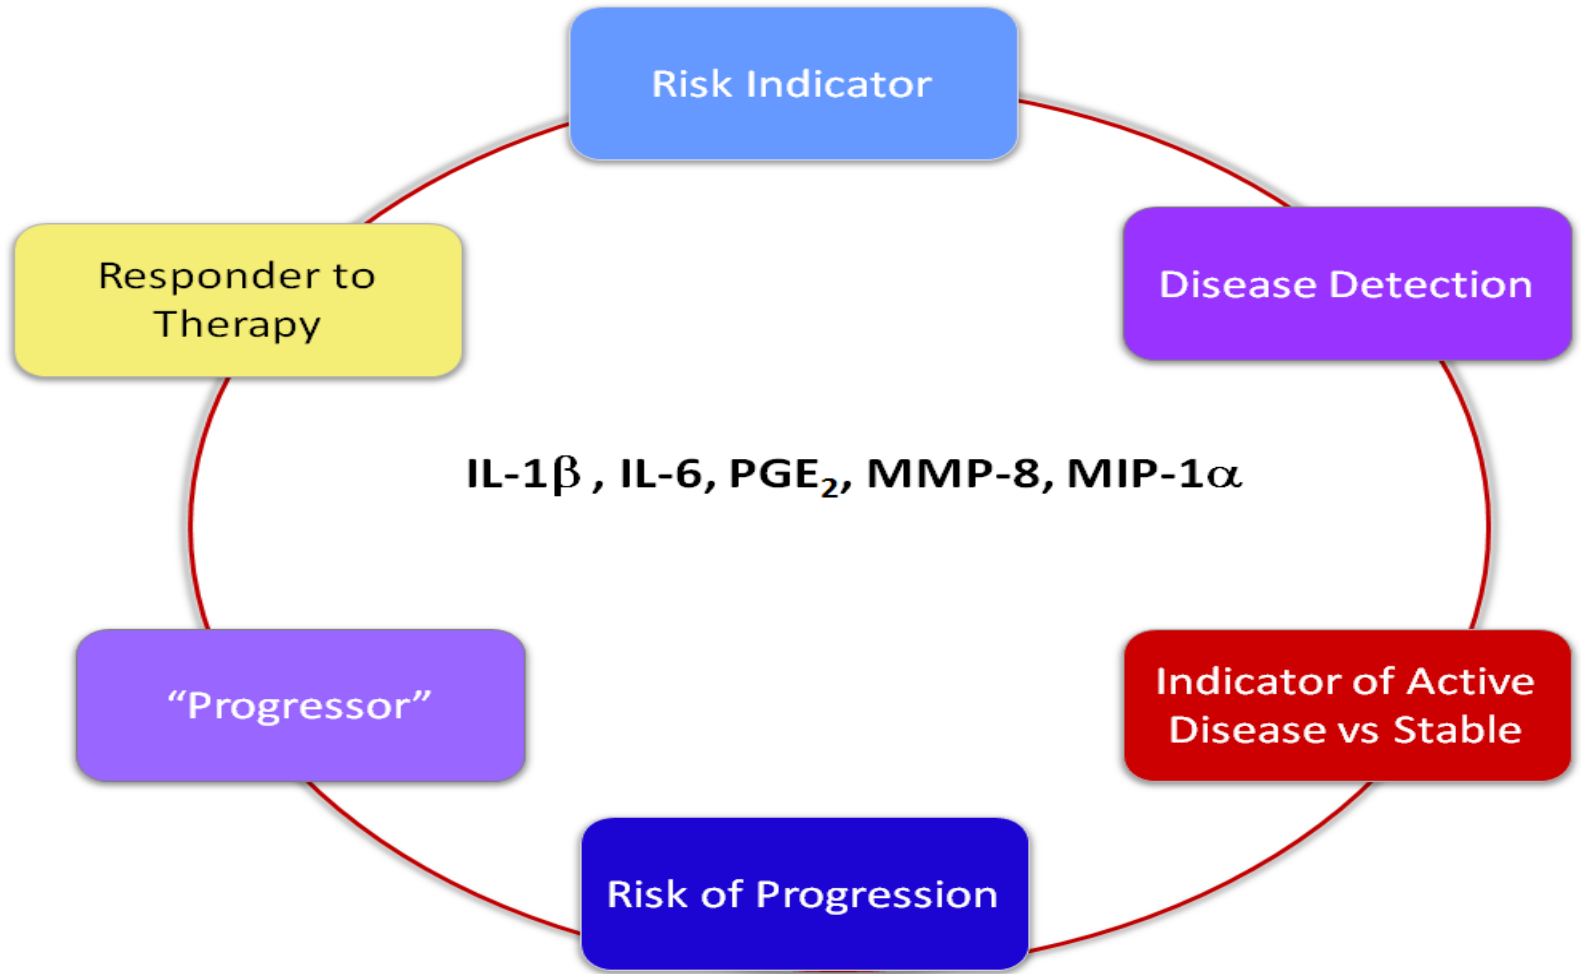 Risk Indicator
Disease Detection
Responder to
Therapy
IL-1β , IL-6, PGE₂, MMP-8, MIP-1α
“Progressor”
Indicator of Active
Disease vs Stable
Risk of Progression